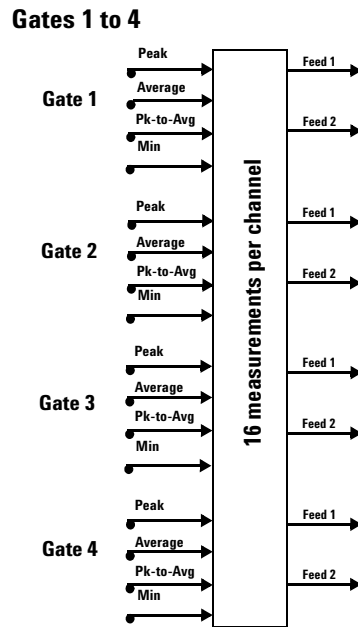 Gates 1 to 4
Gate 1
Peak
Average
Pk-to-Avg
Min
Feed 1
Feed 2
Gate 2
Peak
Average
Pk-to-Avg
Min
Feed 1
Feed 2
Gate 3
Peak
Average
Pk-to-Avg
Min
Feed 1
Feed 2
Gate 4
Peak
Average
Pk-to-Avg
Min
Feed 1
Feed 2
16 measurements per channel